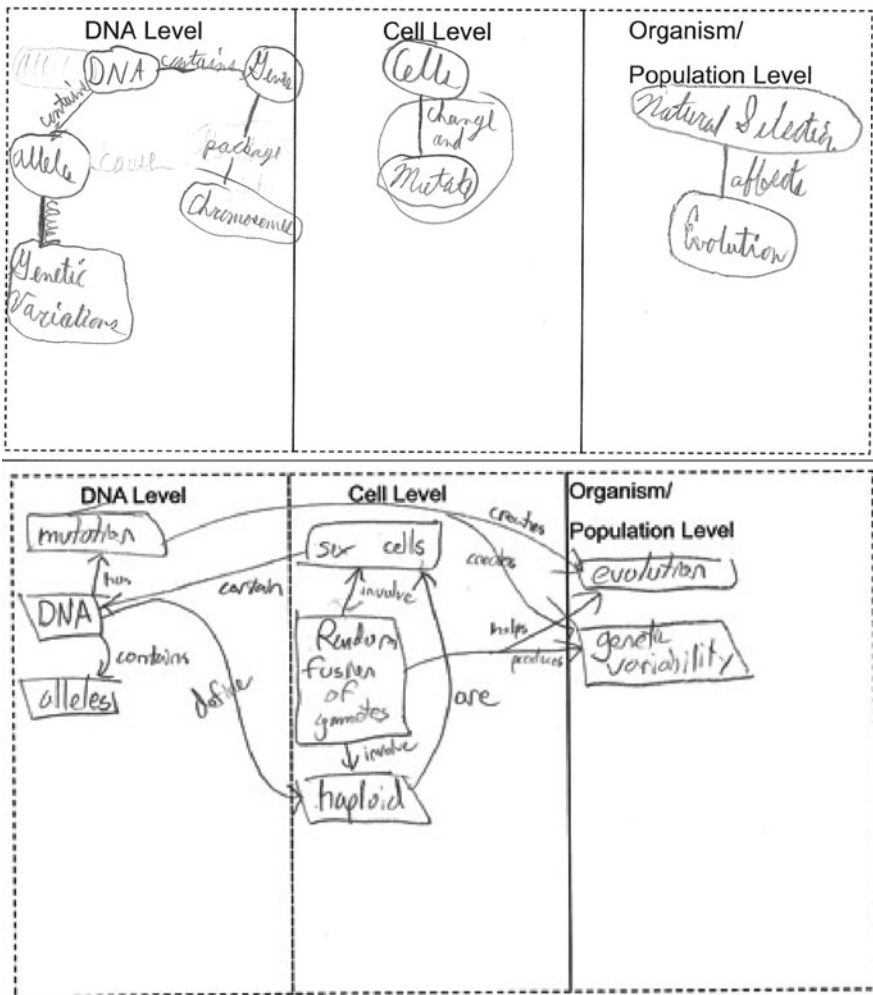 DNA Level
Cell Level
Organism/
Population Level
DNA
contains
Genes
contains
alleles
cause
package
Chromosomes
cause
Genetic
Variations
Cells
change
and
Mutate
Natural Selection
affects
Evolution
DNA Level
Cell Level
Organism/
Population Level
mutation
has
DNA
contains
alleles
define
contain
sex cells
involve
Random
fusion
of
gametes
involve
haploid
are
creates
creates
helps
produces
evolution
genetic
variability